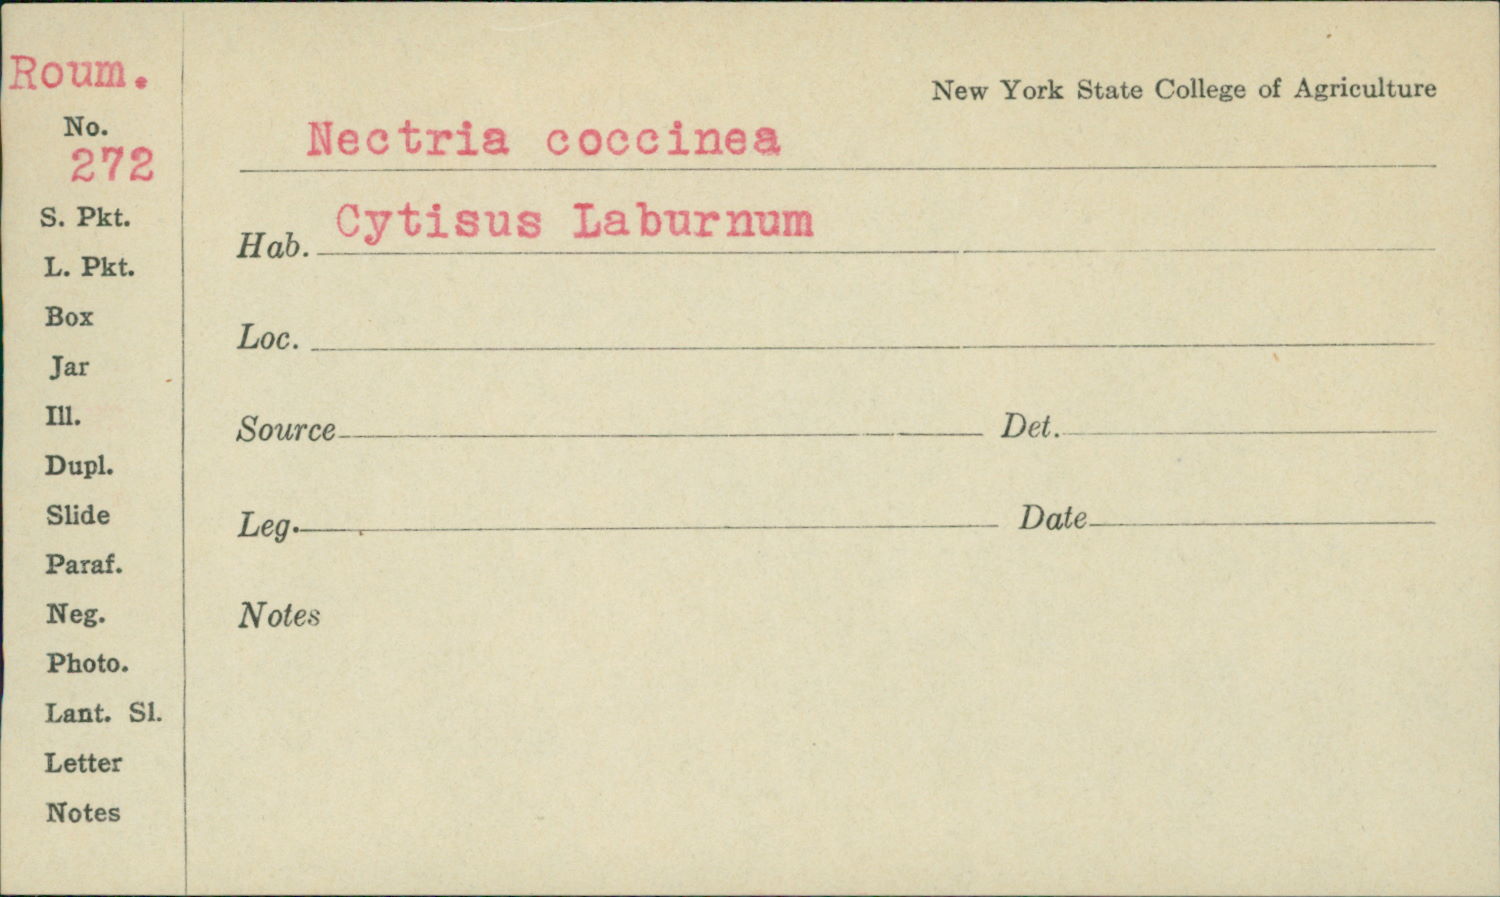 Roum.
No.
272
S. Pkt.
L. Pkt.
Box
Jar
Ill.
Dupl.
Slide
Paraf.
Neg.
Photo.
Lant. Sl.
Letter
Notes
New York State College of Agriculture
Nectria coccinea
Hab. Cytisus Laburnum
Loc.
Source Det.
Leg. Date
Notes